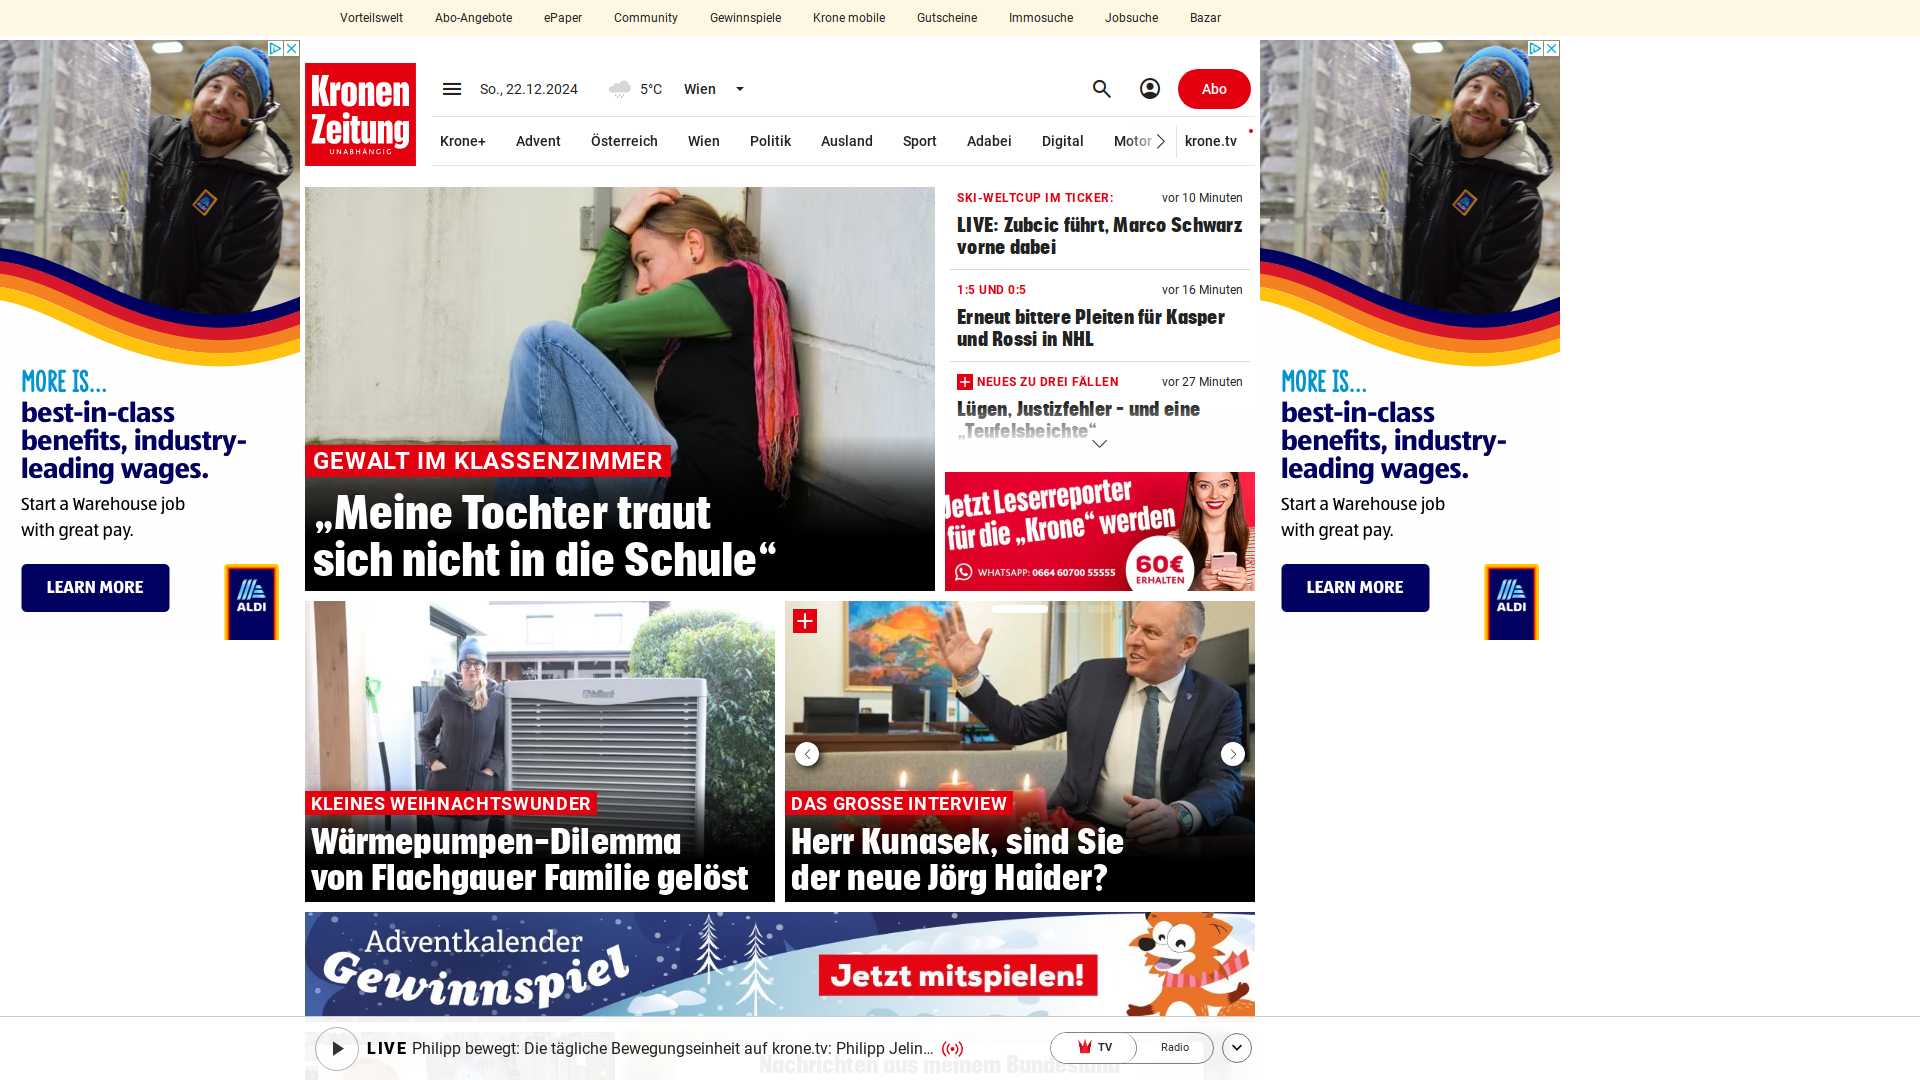 Vorteilswelt Abo-Angebote ePaper Community Gewinnspiele Krone mobile Gutscheine Immosuche Jobsuche Bazar
Kronen
Zeitung
UNABHÄNGIG
So., 22.12.2024 5°C Wien
Abo
Krone+ Advent Österreich Wien Politik Ausland Sport Adabei Digital Motor krone.tv
MORE IS...
best-in-class
benefits, industry-
leading wages.
Start a Warehouse job
with great pay.
LEARN MORE
ALDI
GEWALT IM KLASSENZIMMER
„Meine Tochter traut
sich nicht in die Schule“
SKI-WELTCUP IM TICKER: vor 10 Minuten
LIVE: Zubcic führt, Marco Schwarz
vorne dabei
1:5 UND 0:5 vor 16 Minuten
Erneut bittere Pleiten für Kasper
und Rossi in NHL
NEUES ZU DREI FÄLLEN vor 27 Minuten
Lügen, Justizfehler – und eine
„Teufelsbeichte“
Jetzt Leserreporter
für die „Krone“ werden
WHATSAPP: 0664 60700 55555
60€
ERHALTEN
MORE IS...
best-in-class
benefits, industry-
leading wages.
Start a Warehouse job
with great pay.
LEARN MORE
ALDI
Vaillant
KLEINES WEIHNACHTSWUNDER
Wärmepumpen-Dilemma
von Flachgauer Familie gelöst
DAS GROSSE INTERVIEW
Herr Kunasek, sind Sie
der neue Jörg Haider?
Adventkalender
Gewinnspiel
Jetzt mitspielen!
LIVE Philipp bewegt: Die tägliche Bewegungseinheit auf krone.tv: Philipp Jelin...
TV Radio
Nachrichten aus meinem Bundesland